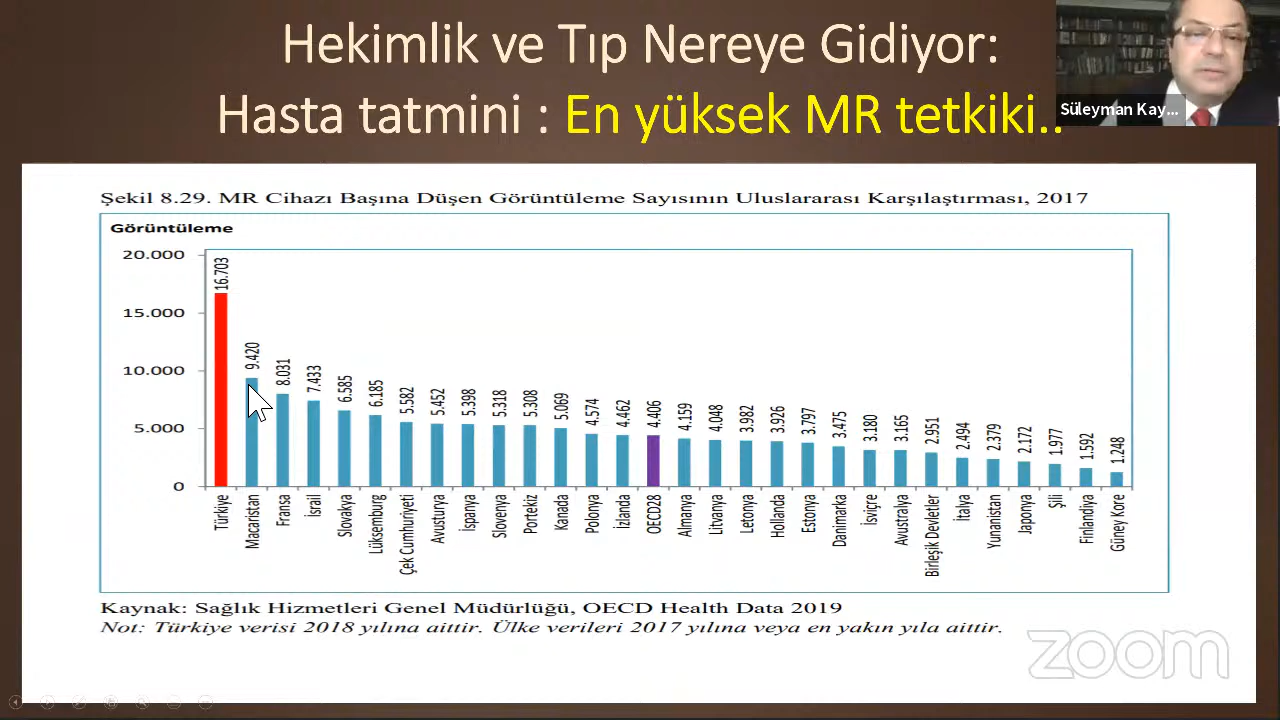 Hekimlik ve Tıp Nereye Gidiyor:
Hasta tatmini : En yüksek MR tetkiki..
Süleyman Kay...
Şekil 8.29. MR Cihazı Başına Düşen Görüntüleme Sayısının Uluslararası Karşılaştırması, 2017
Görüntüleme
20.000
15.000
10.000
5.000
0
16.703
9.420
8.031
7.433
6.585
6.185
5.582
5.452
5.398
5.318
5.308
5.069
4.574
4.462
4.406
4.159
4.048
3.982
3.926
3.797
3.475
3.180
3.165
2.951
2.494
2.379
2.172
1.977
1.592
1.248
Türkiye
Macaristan
Fransa
İsrail
Slovakya
Lüksemburg
Çek Cumhuriyeti
Avusturya
İspanya
Slovenya
Portekiz
Kanada
Polonya
İzlanda
OECD28
Almanya
Litvanya
Letonya
Hollanda
Estonya
Danimarka
İsviçre
Avustralya
Birleşik Devletler
İtalya
Yunanistan
Japonya
Şili
Finlandiya
Güney Kore
Kaynak: Sağlık Hizmetleri Genel Müdürlüğü, OECD Health Data 2019
Not: Türkiye verisi 2018 yılına aittir. Ülke verileri 2017 yılına veya en yakın yıla aittir.
zoom